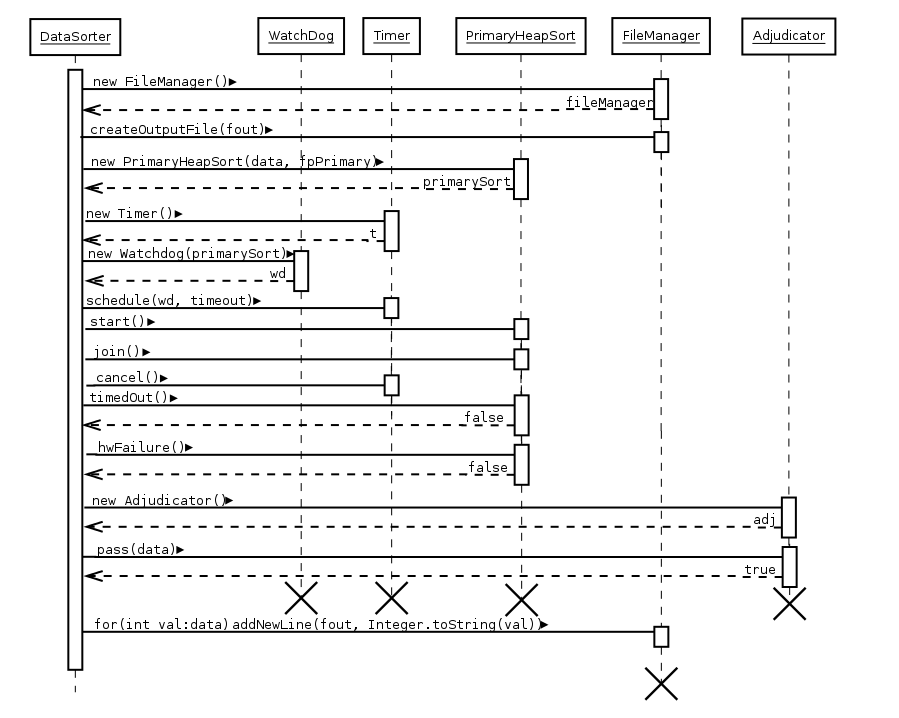 DataSorter WatchDog Timer PrimaryHeapSort FileManager Adjudicator
new FileManager()
fileManager
createOutputFile(fout)
new PrimaryHeapSort(data, fpPrimary)
primarySort
new Timer()
t
new Watchdog(primarySort)
wd
schedule(wd, timeout)
start()
join()
cancel()
timedOut()
false
hwFailure()
false
new Adjudicator()
adj
pass(data)
true
for(int val:data) addNewLine(fout, Integer.toString(val))